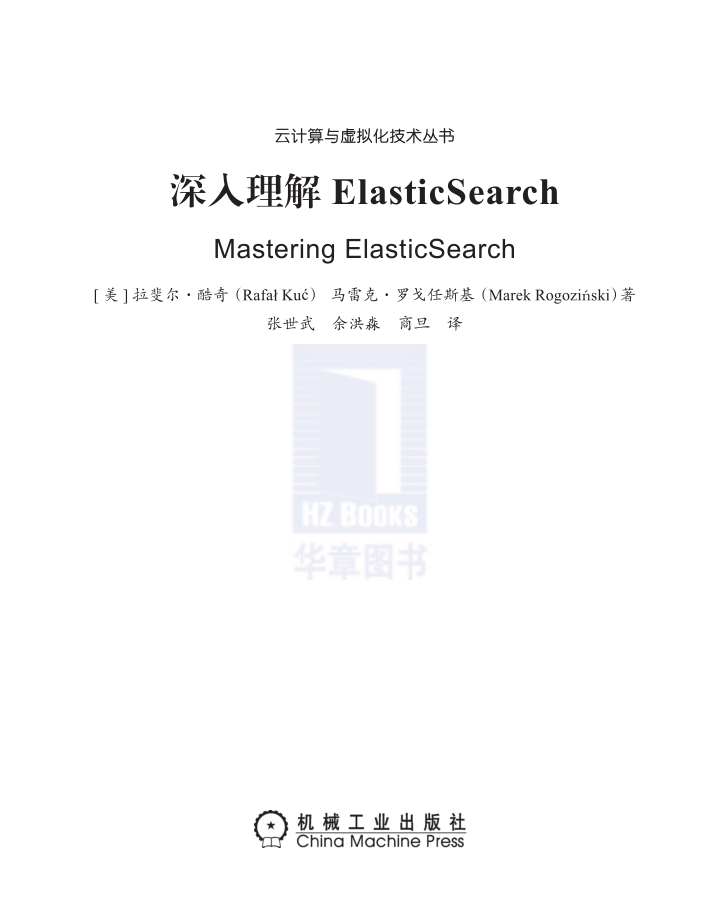 云计算与虚拟化技术丛书
深入理解 ElasticSearch
Mastering ElasticSearch
[ 美 ] 拉斐尔·酷奇（Rafał Kuć） 马雷克·罗戈任斯基（Marek Rogoziński）著
张世武 余洪淼 商旦 译
HZ BOOKS
华章图书
机械工业出版社
China Machine Press